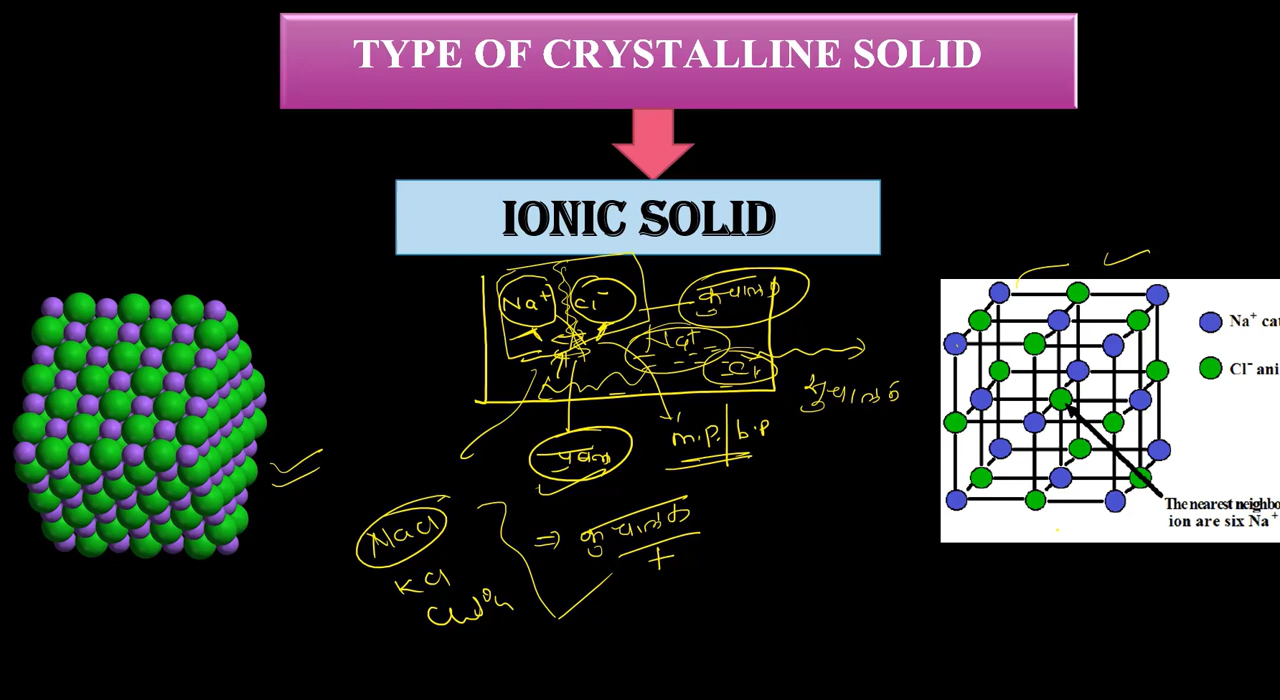 TYPE OF CRYSTALLINE SOLID
IONIC SOLID
Na⁺ Cl⁻ कुचालक
Na⁺
Cl⁻
सुचालक
Na⁺ cat
Cl⁻ ani
m.p. | b.p
प्रबल
The nearest neighbo
ion are six Na⁺
NaCl ⇒ कुचालक
+
KCl